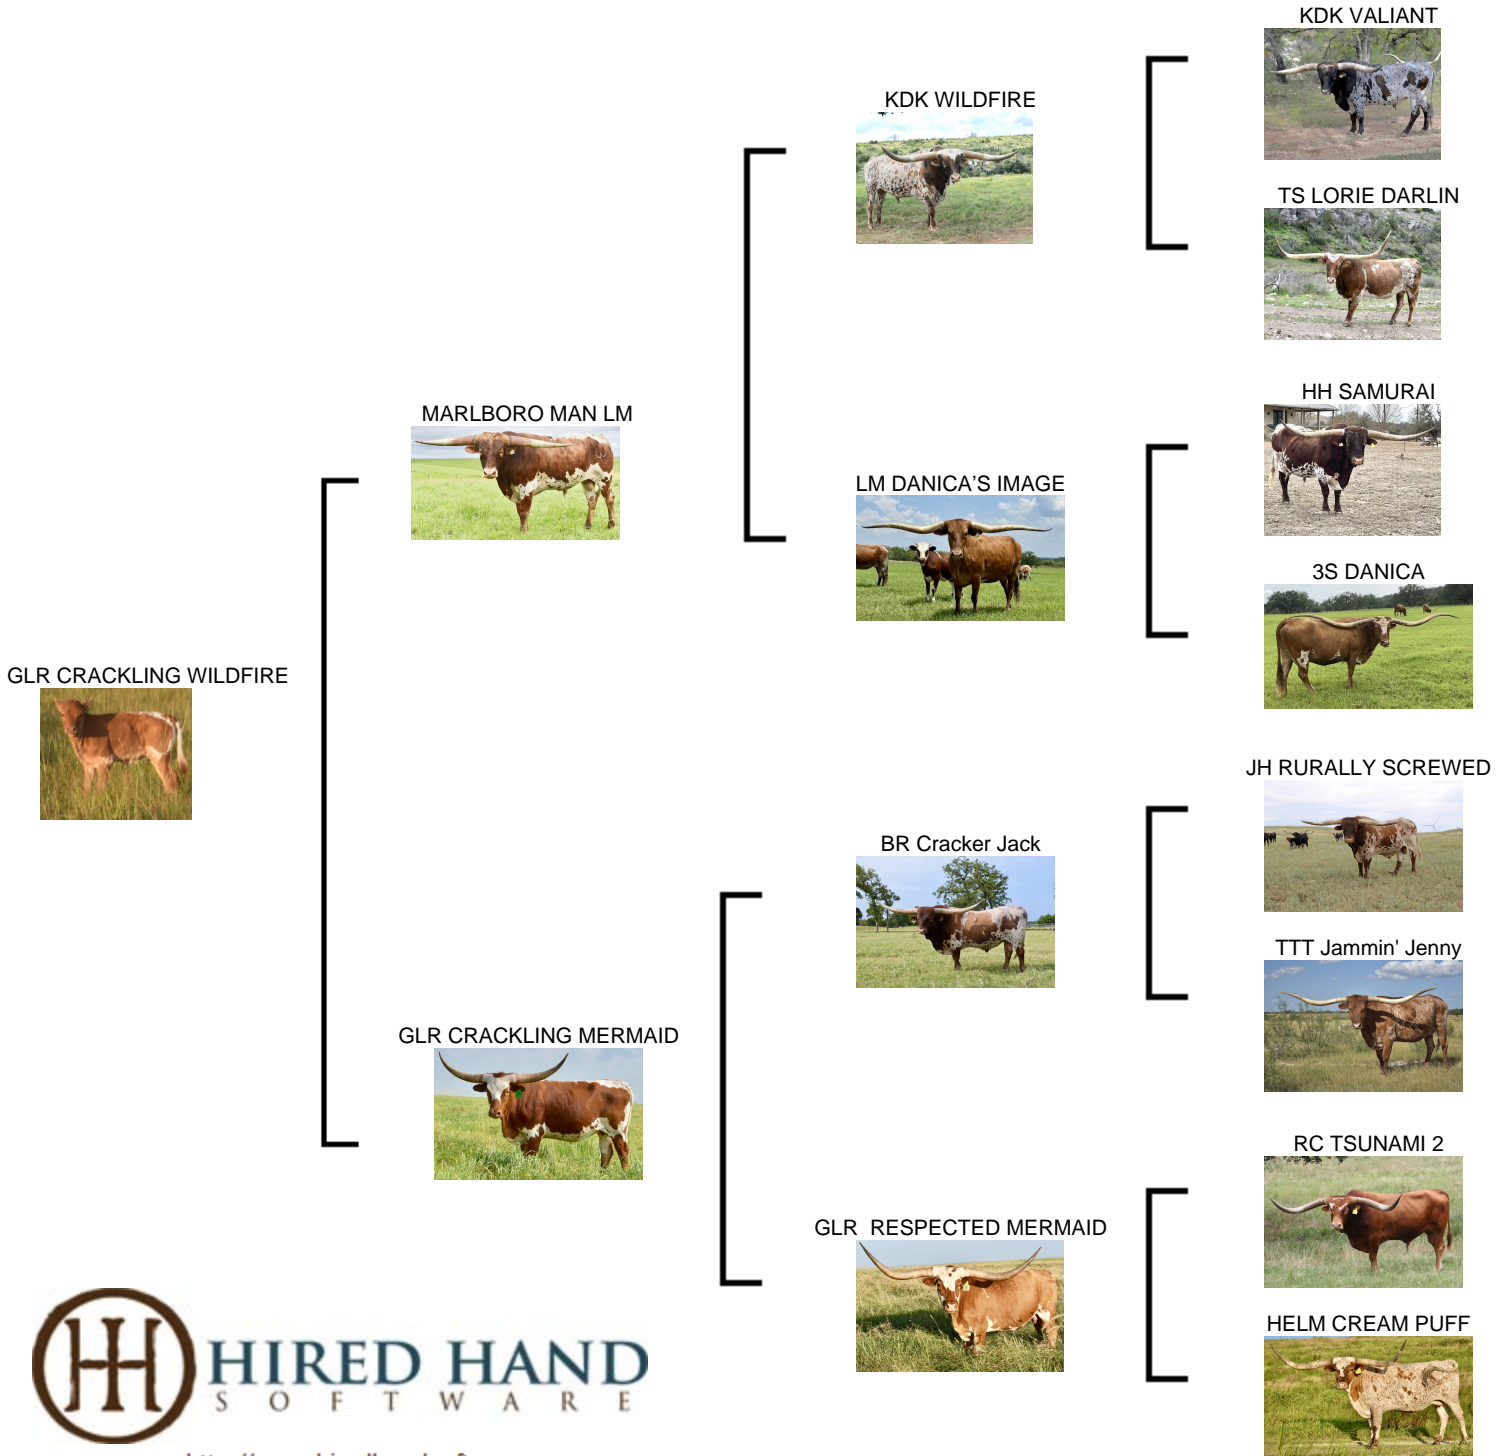 KDK VALIANT
KDK WILDFIRE
TS LORIE DARLIN
HH SAMURAI
MARLBORO MAN LM
LM DANICA'S IMAGE
3S DANICA
GLR CRACKLING WILDFIRE
JH RURALLY SCREWED
BR Cracker Jack
TTT Jammin' Jenny
GLR CRACKLING MERMAID
RC TSUNAMI 2
GLR  RESPECTED MERMAID
HELM CREAM PUFF
HIRED HAND
SOFTWARE